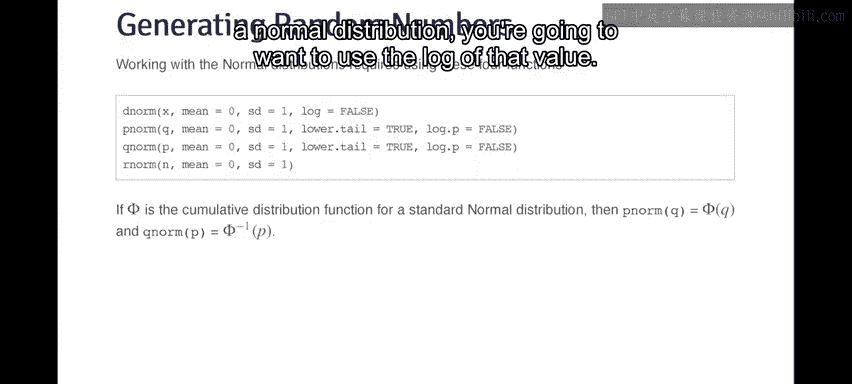 Generating Random Numbers
a normal distribution, you're going to
want to use the log of that value.
Working with the Normal distributions requires using these four functions
dnorm(x, mean = 0, sd = 1, log = FALSE)
pnorm(q, mean = 0, sd = 1, lower.tail = TRUE, log.p = FALSE)
qnorm(p, mean = 0, sd = 1, lower.tail = TRUE, log.p = FALSE)
rnorm(n, mean = 0, sd = 1)
If Φ is the cumulative distribution function for a standard Normal distribution, then pnorm(q) = Φ(q)
and qnorm(p) = Φ⁻¹(p).